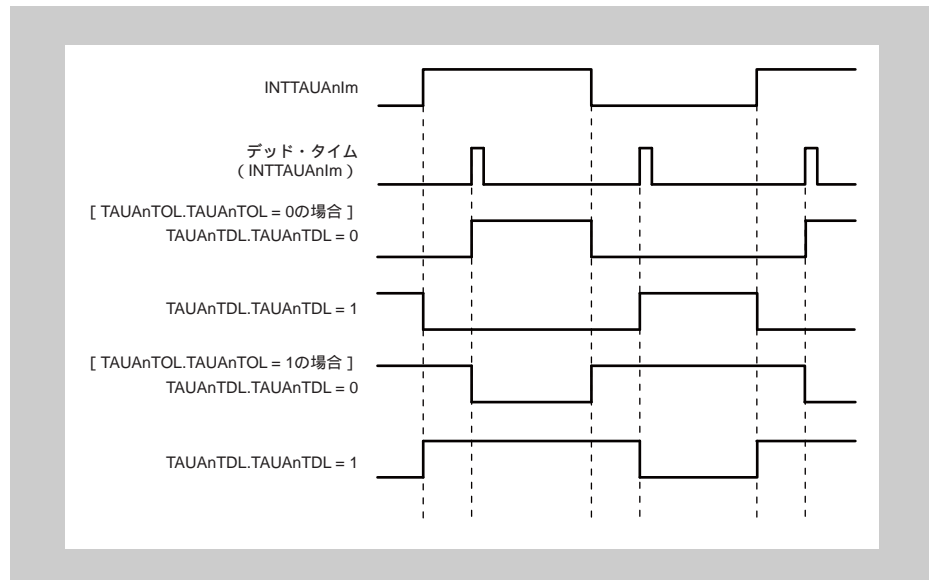 INTTAUAnIm
デッド・タイム
（INTTAUAnIm）
[ TAUAnTOL.TAUAnTOL = 0の場合 ]
TAUAnTDL.TAUAnTDL = 0
TAUAnTDL.TAUAnTDL = 1
[ TAUAnTOL.TAUAnTOL = 1の場合 ]
TAUAnTDL.TAUAnTDL = 0
TAUAnTDL.TAUAnTDL = 1